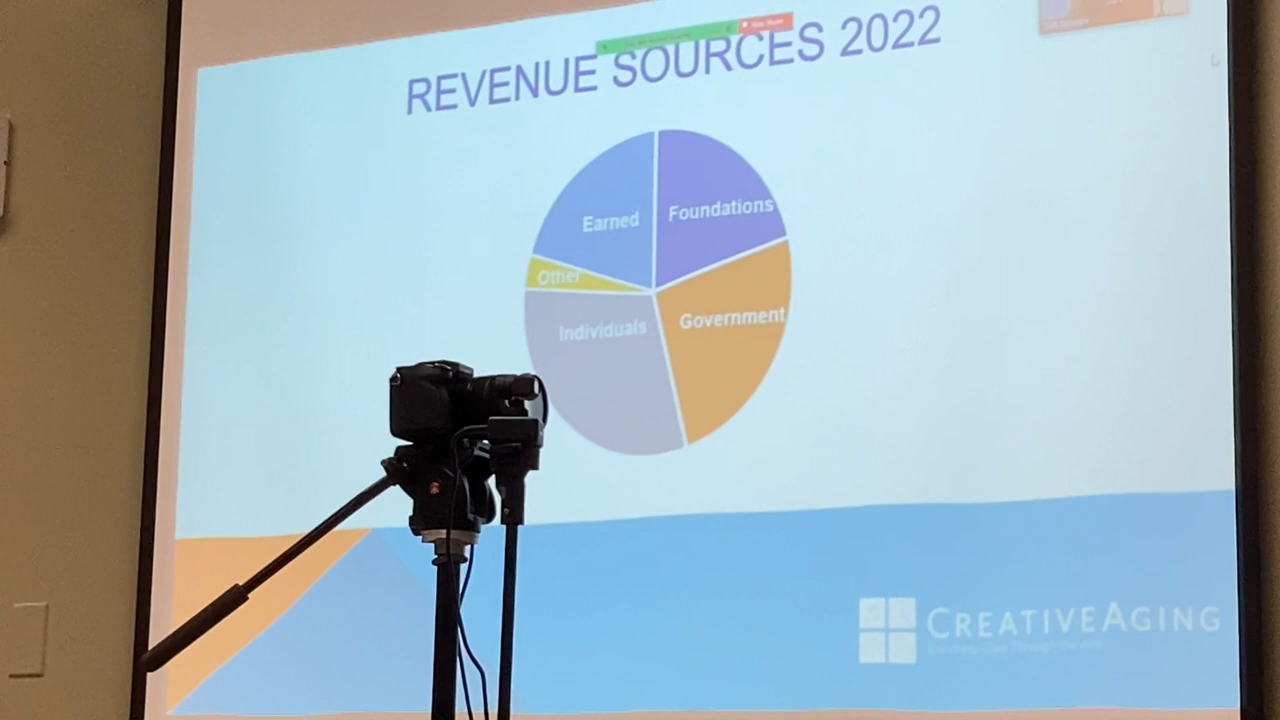 REVENUE SOURCES 2022
Earned
Foundations
Other
Individuals
Government
CREATIVEAGING